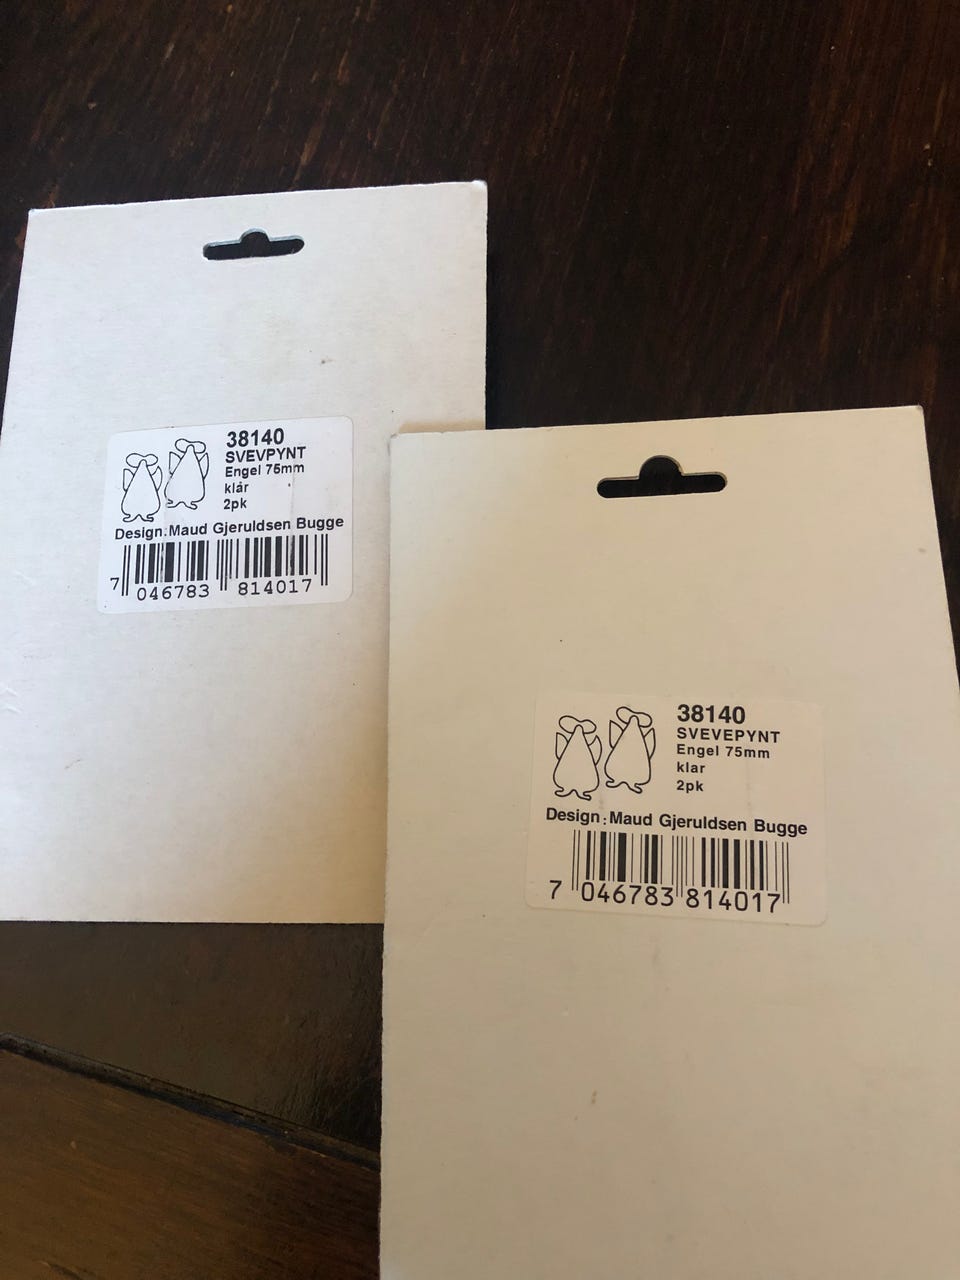 38140
SVEVPYNT
Engel 75mm
klår
2pk
Design:Maud Gjeruldsen Bugge
7 046783 814017
38140
SVEVEPYNT
Engel 75mm
klar
2pk
Design: Maud Gjeruldsen Bugge
7 046783 814017